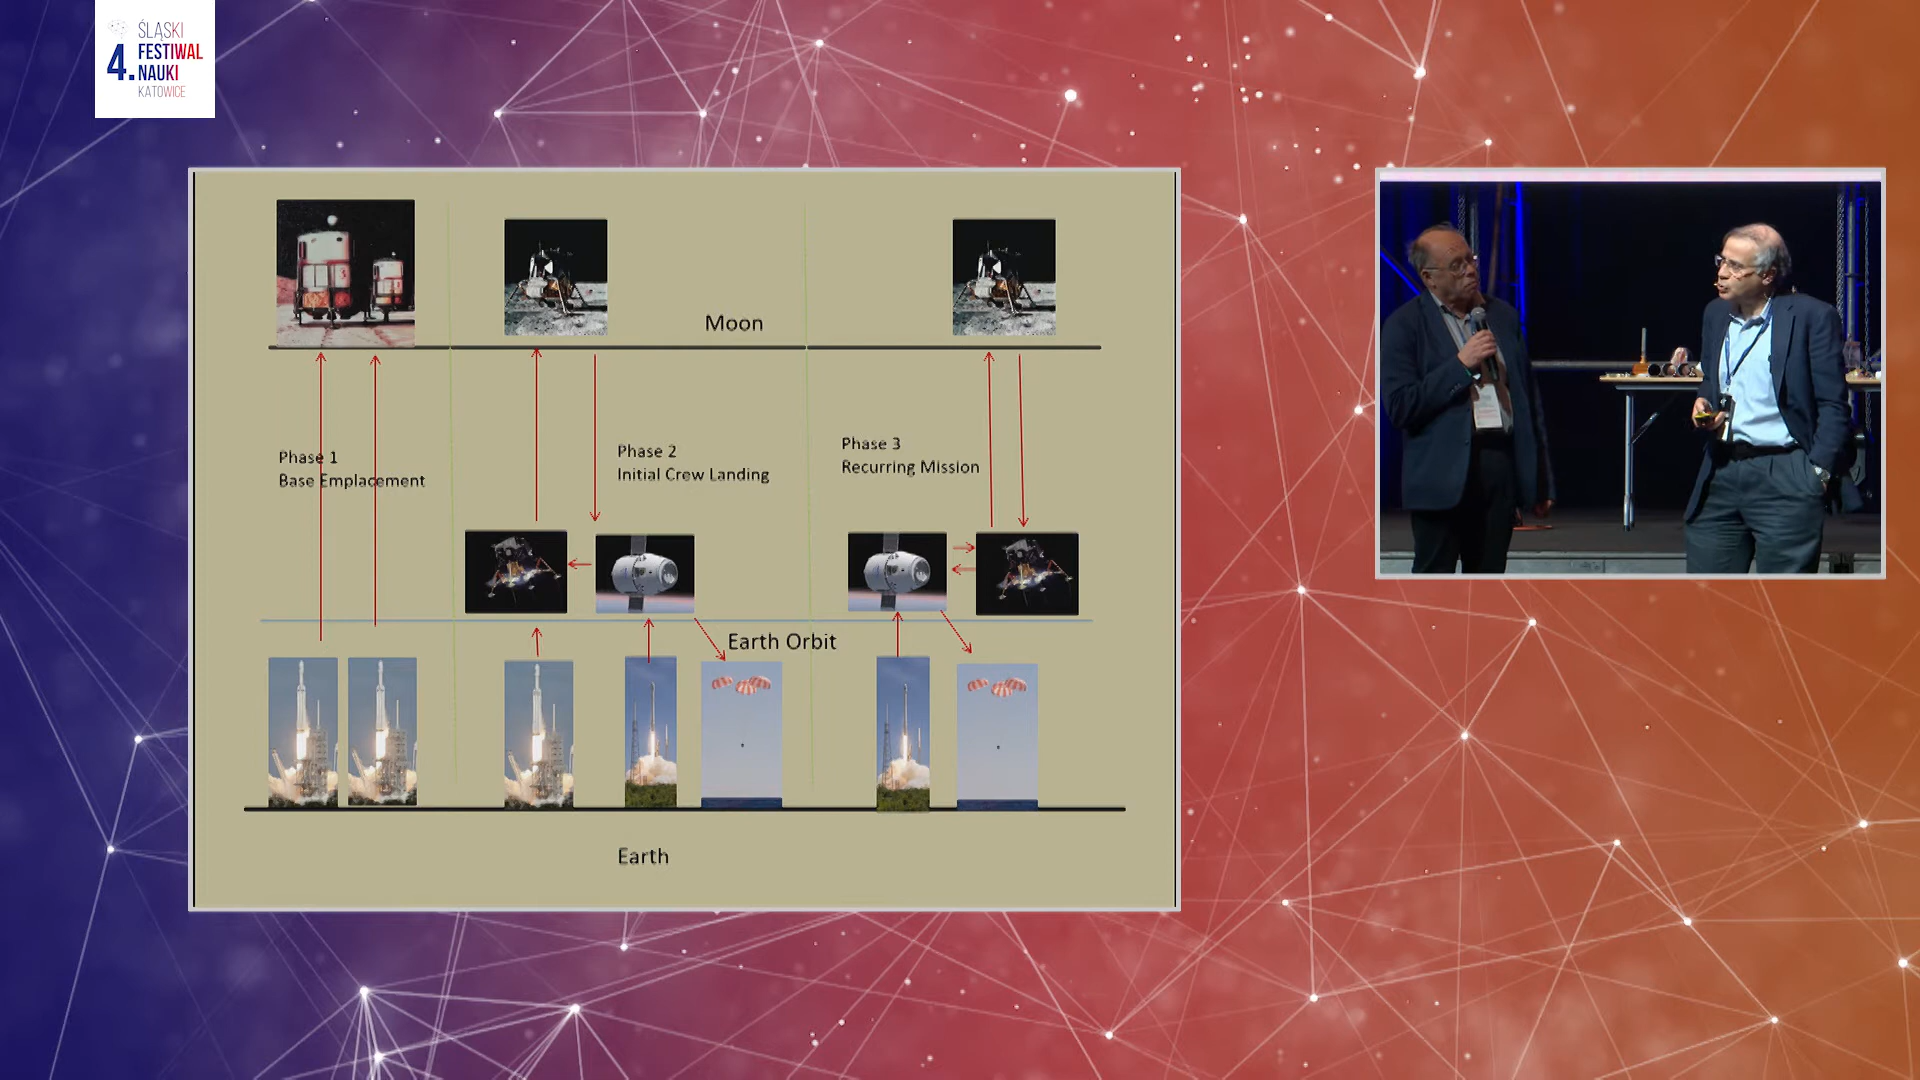 ŚLĄSKI
4. FESTIWAL
NAUKI
KATOWICE
Moon
Phase 1
Base Emplacement
Phase 2
Initial Crew Landing
Phase 3
Recurring Mission
Earth Orbit
Earth